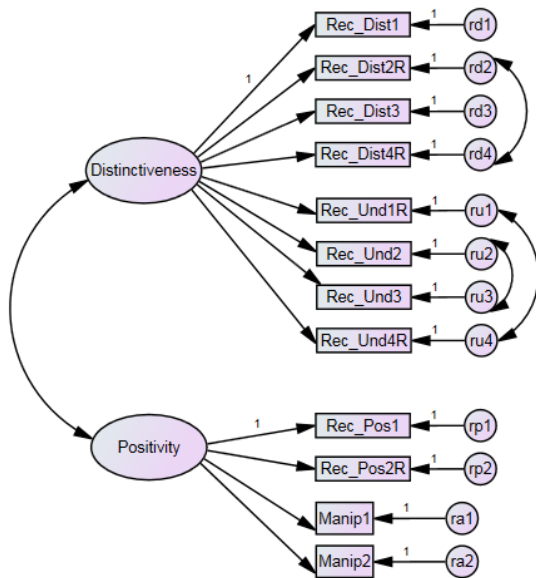 Rec_Dist1 1 rd1
1
Rec_Dist2R 1 rd2
Rec_Dist3 1 rd3
Rec_Dist4R 1 rd4
Distinctiveness
Rec_Und1R 1 ru1
Rec_Und2 1 ru2
Rec_Und3 1 ru3
Rec_Und4R 1 ru4
1 Rec_Pos1 1 rp1
Positivity
Rec_Pos2R 1 rp2
Manip1 1 ra1
Manip2 1 ra2